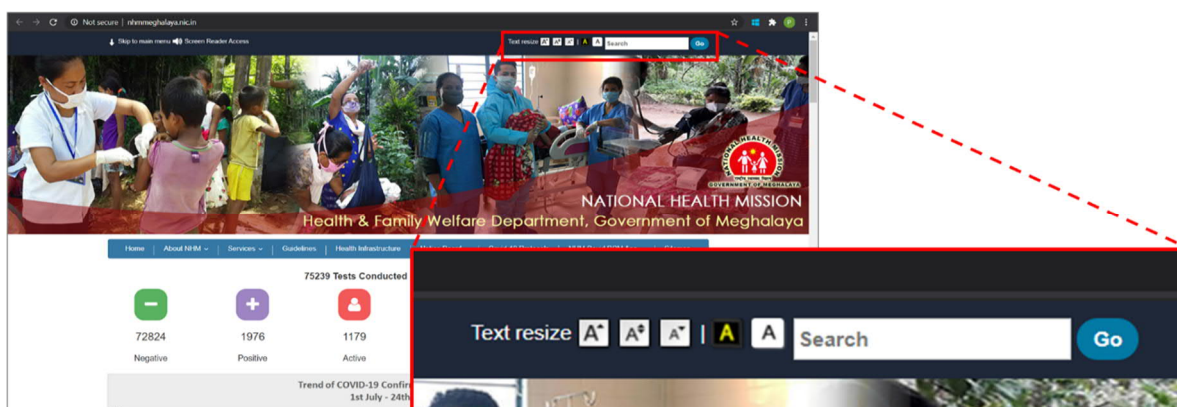 Not secure | nhmmeghalaya.nic.in
Skip to main menu Screen Reader Access
Text resize A A A | A A Search Go
NATIONAL HEALTH MISSION
GOVERNMENT OF MEGHALAYA
NATIONAL HEALTH MISSION
Health & Family Welfare Department, Government of Meghalaya
Home | About NHM | Services | Guidelines | Health Infrastructure
75239 Tests Conducted
72824 1976 1179
Negative Positive Active
Trend of COVID-19 Confir
1st July - 24th
Text resize A A A | A A Search Go